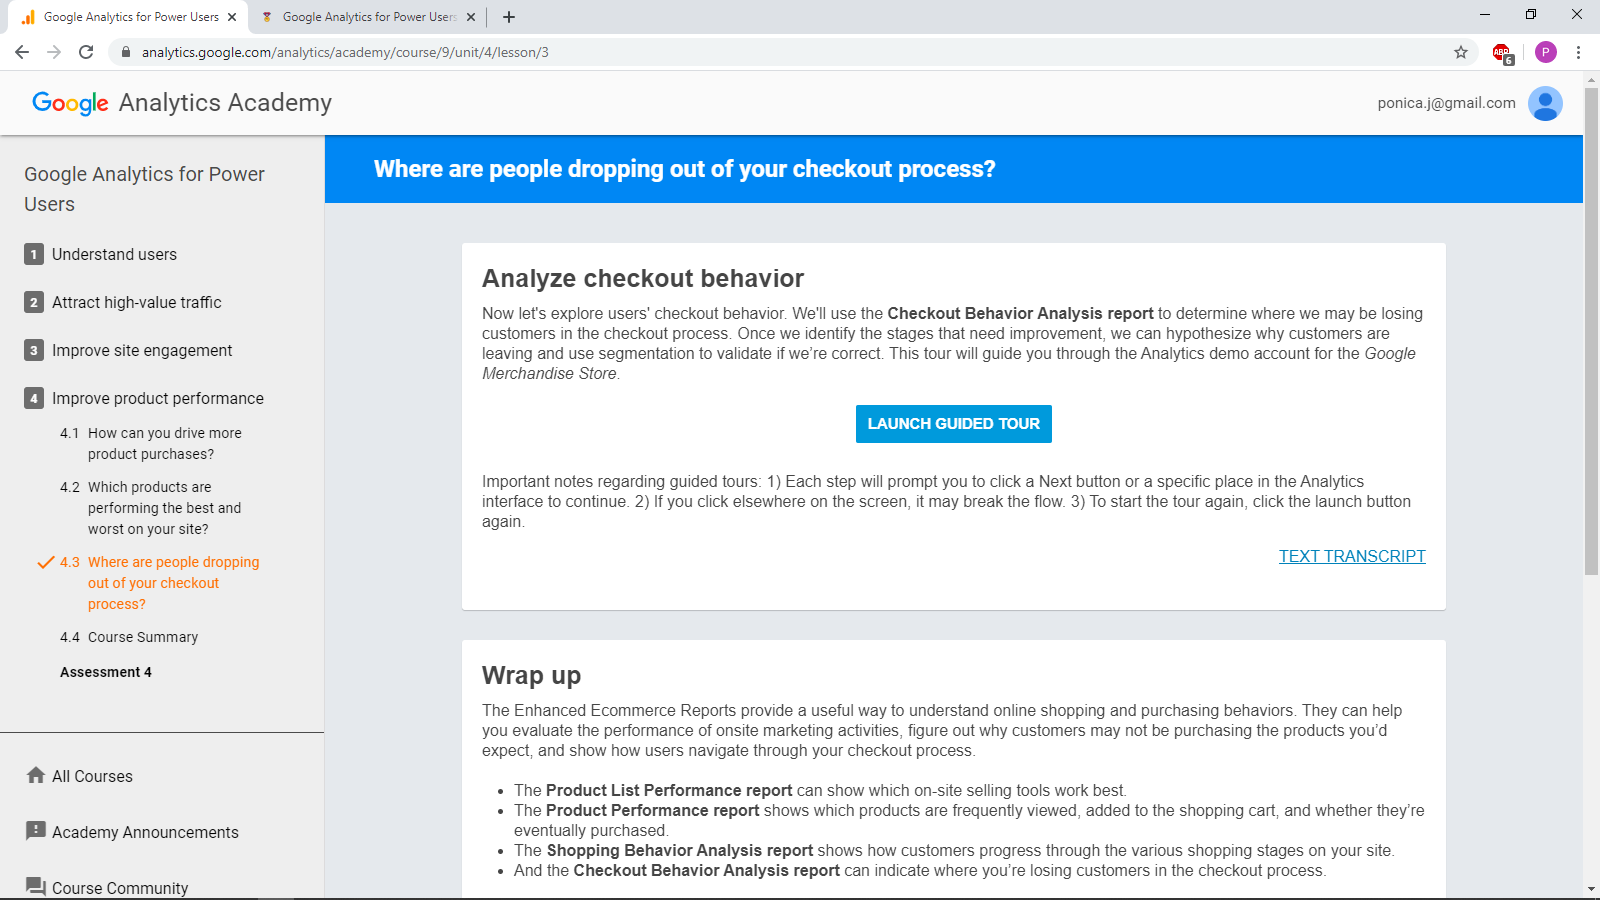 Google Analytics for Power Users
Google Analytics for Power Users
analytics.google.com/analytics/academy/course/9/unit/4/lesson/3
ABP
6
P
Google Analytics Academy
ponica.j@gmail.com
Google Analytics for Power
Users
1 Understand users
2 Attract high-value traffic
3 Improve site engagement
4 Improve product performance
4.1 How can you drive more
product purchases?
4.2 Which products are
performing the best and
worst on your site?
4.3 Where are people dropping
out of your checkout
process?
4.4 Course Summary
Assessment 4
All Courses
Academy Announcements
Course Community
Where are people dropping out of your checkout process?
Analyze checkout behavior
Now let's explore users' checkout behavior. We'll use the Checkout Behavior Analysis report to determine where we may be losing
customers in the checkout process. Once we identify the stages that need improvement, we can hypothesize why customers are
leaving and use segmentation to validate if we’re correct. This tour will guide you through the Analytics demo account for the Google
Merchandise Store.
LAUNCH GUIDED TOUR
Important notes regarding guided tours: 1) Each step will prompt you to click a Next button or a specific place in the Analytics
interface to continue. 2) If you click elsewhere on the screen, it may break the flow. 3) To start the tour again, click the launch button
again.
TEXT TRANSCRIPT
Wrap up
The Enhanced Ecommerce Reports provide a useful way to understand online shopping and purchasing behaviors. They can help
you evaluate the performance of onsite marketing activities, figure out why customers may not be purchasing the products you’d
expect, and show how users navigate through your checkout process.
• The Product List Performance report can show which on-site selling tools work best.
• The Product Performance report shows which products are frequently viewed, added to the shopping cart, and whether they’re
eventually purchased.
• The Shopping Behavior Analysis report shows how customers progress through the various shopping stages on your site.
• And the Checkout Behavior Analysis report can indicate where you’re losing customers in the checkout process.